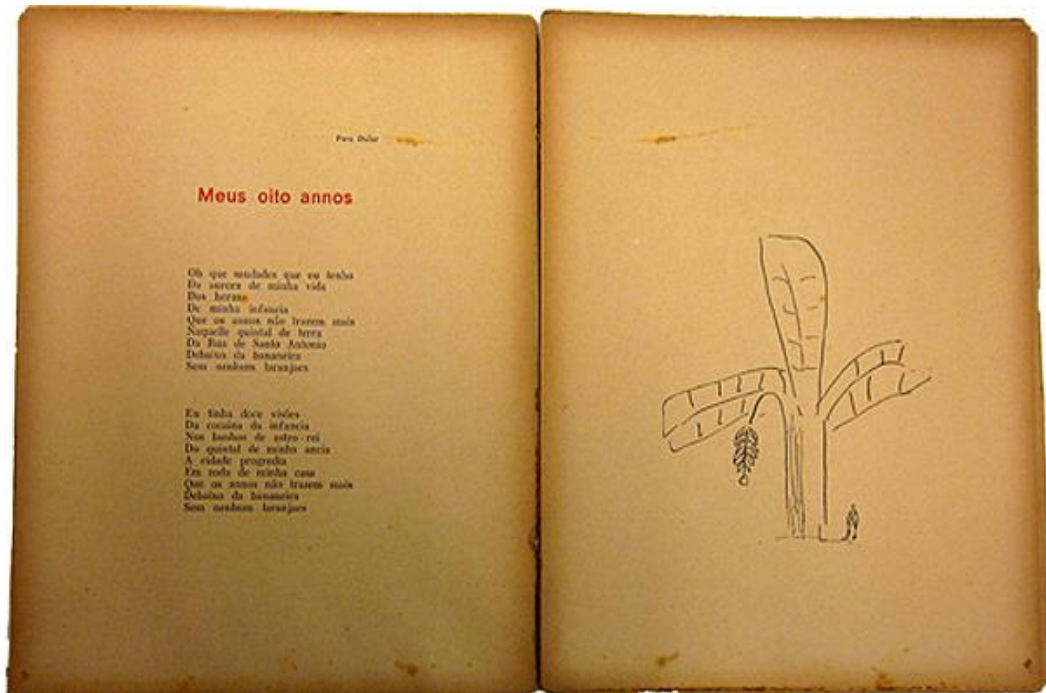 Para
Meus oito annos
Oh que saudades que eu tenho
Da aurora de minha vida
Das horas
De minha infancia
Que os annos não trazem mais
Naquelle quintal de terra
Da Rua de Santo Antonio
Debaixo da bananeira
Sem nenhum laranjaes
Eu tinha doce visões
Da cocaina da infancia
Nos banhos de astro-rei
Do quintal de minha ancia
A cidade progredia
Em roda de minha casa
Que os annos não trazem mais
Debaixo da bananeira
Sem nenhum laranjaes